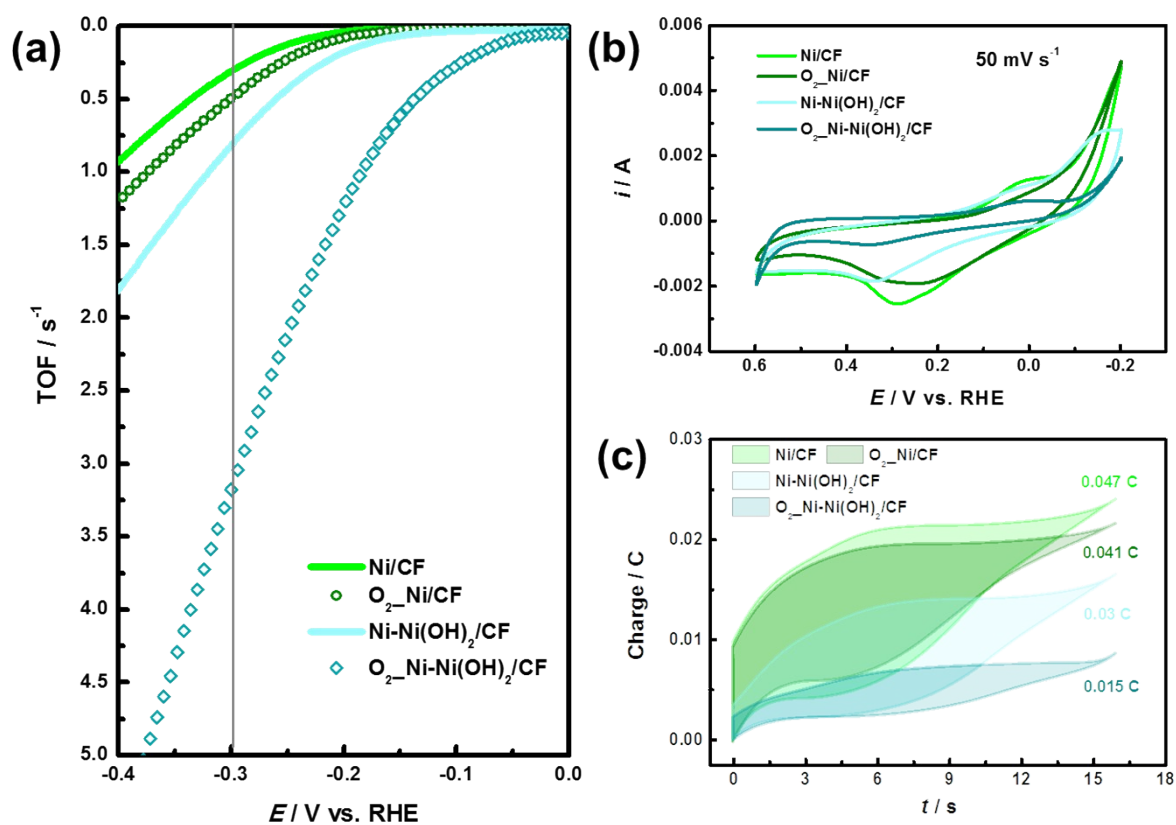 (a)
0.0
0.5
1.0
1.5
2.0
2.5
3.0
3.5
4.0
4.5
5.0
TOF / s⁻¹
Ni/CF
O₂_Ni/CF
Ni-Ni(OH)₂/CF
O₂_Ni-Ni(OH)₂/CF
-0.4 -0.3 -0.2 -0.1 0.0
E / V vs. RHE
(b)
0.006
0.004
0.002
0.000
-0.002
-0.004
i / A
Ni/CF
O₂_Ni/CF
Ni-Ni(OH)₂/CF
O₂_Ni-Ni(OH)₂/CF
50 mV s⁻¹
0.6 0.4 0.2 0.0 -0.2
E / V vs. RHE
(c)
0.03
0.02
0.01
0.00
Charge / C
Ni/CF O₂_Ni/CF
Ni-Ni(OH)₂/CF
O₂_Ni-Ni(OH)₂/CF
0.047 C
0.041 C
0.03 C
0.015 C
0 3 6 9 12 15 18
t / s